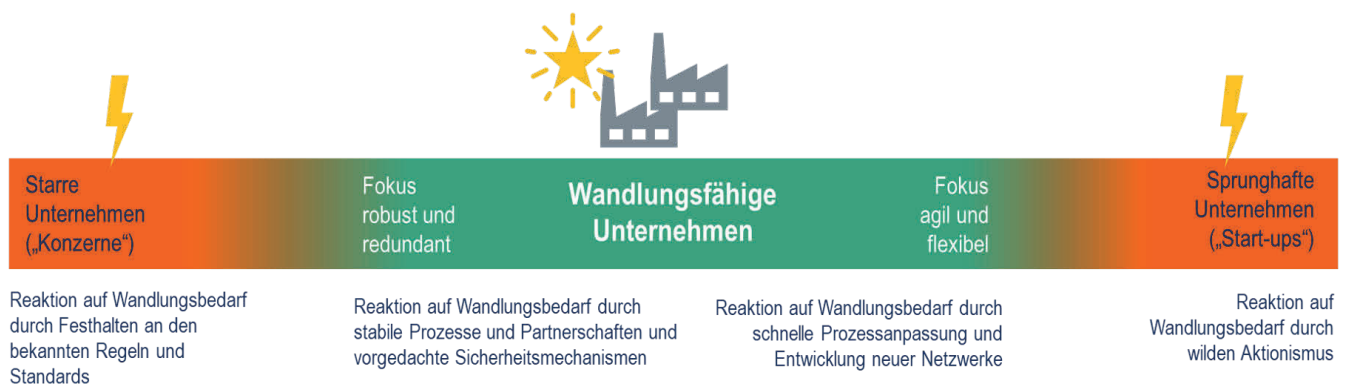 Starre
Unternehmen
(„Konzerne“)
Fokus
robust und
redundant
Wandlungsfähige
Unternehmen
Fokus
agil und
flexibel
Sprunghafte
Unternehmen
(„Start-ups“)
Reaktion auf Wandlungsbedarf
durch Festhalten an den
bekannten Regeln und
Standards
Reaktion auf Wandlungsbedarf durch
stabile Prozesse und Partnerschaften und
vorgedachte Sicherheitsmechanismen
Reaktion auf Wandlungsbedarf durch
schnelle Prozessanpassung und
Entwicklung neuer Netzwerke
Reaktion auf
Wandlungsbedarf durch
wilden Aktionismus